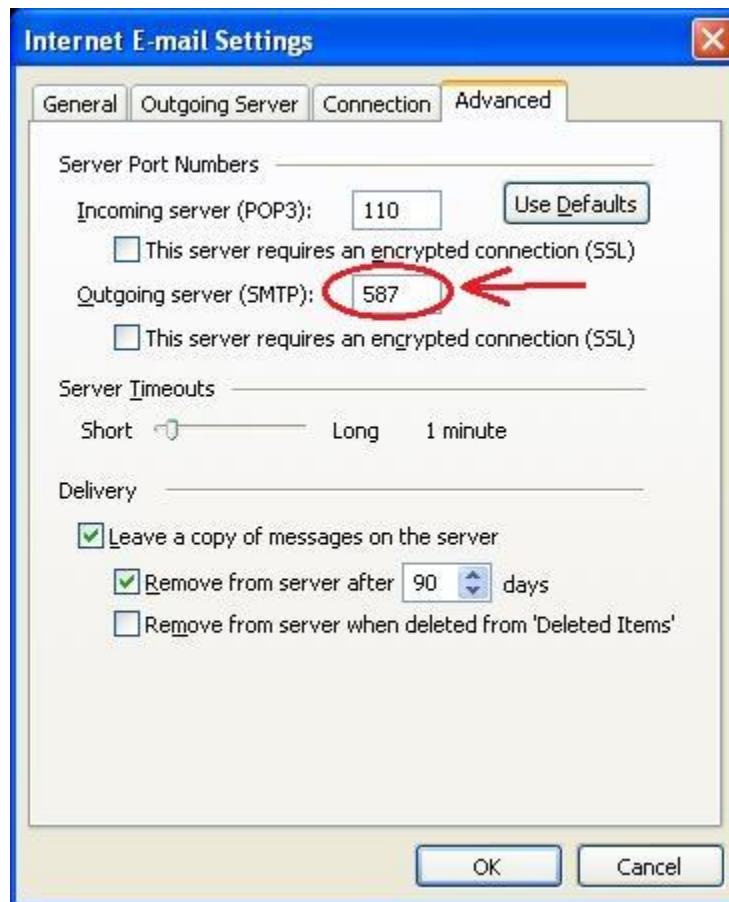 Internet E-mail Settings
General Outgoing Server Connection Advanced
Server Port Numbers
Incoming server (POP3): 110 Use Defaults
This server requires an encrypted connection (SSL)
Outgoing server (SMTP): 587
This server requires an encrypted connection (SSL)
Server Timeouts
Short Long 1 minute
Delivery
Leave a copy of messages on the server
Remove from server after 90 days
Remove from server when deleted from 'Deleted Items'
OK Cancel